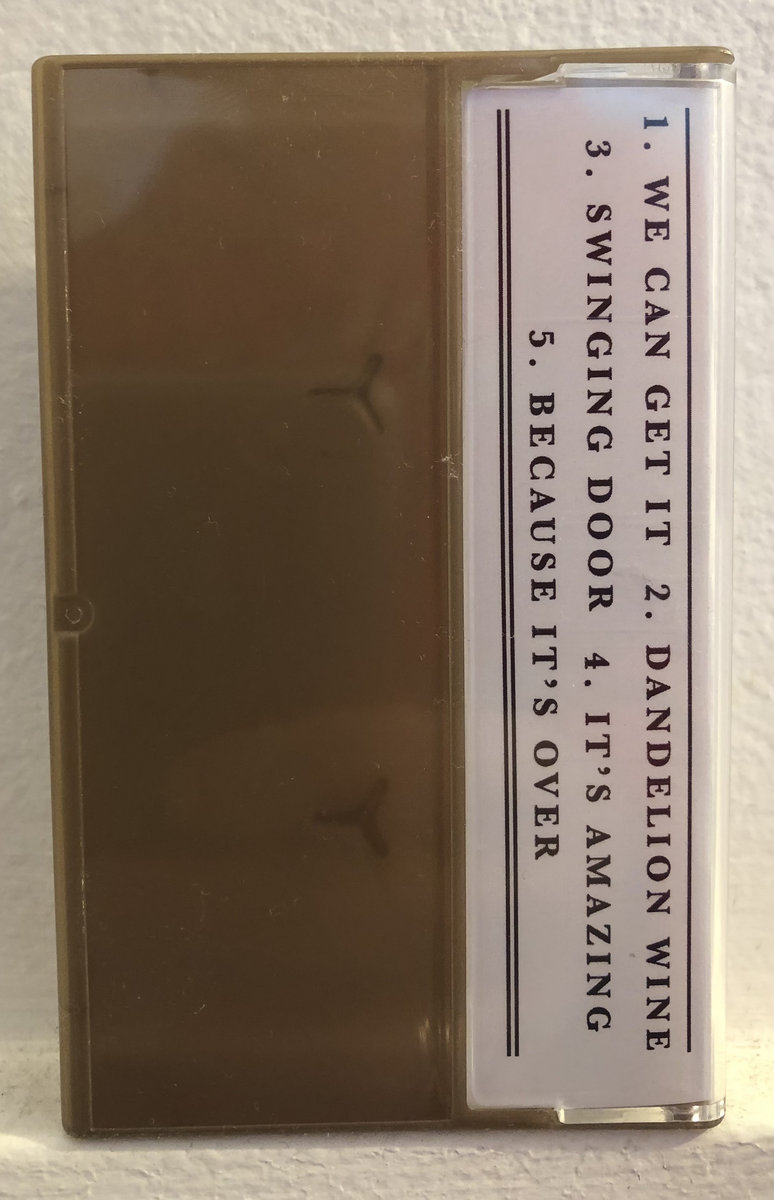 1. WE CAN GET IT 2. DANDELION WINE
3. SWINGING DOOR 4. IT'S AMAZING
5. BECAUSE IT'S OVER